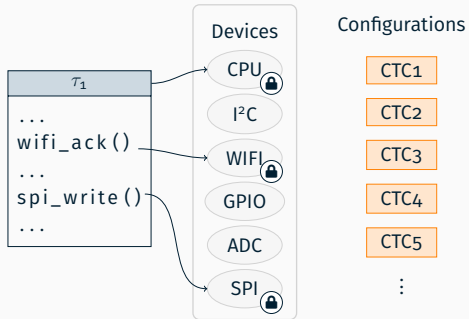 Devices
Configurations
τ₁
...
wifi_ack()
...
spi_write()
...
CPU
I²C
WIFI
GPIO
ADC
SPI
CTC1
CTC2
CTC3
CTC4
CTC5
⋮